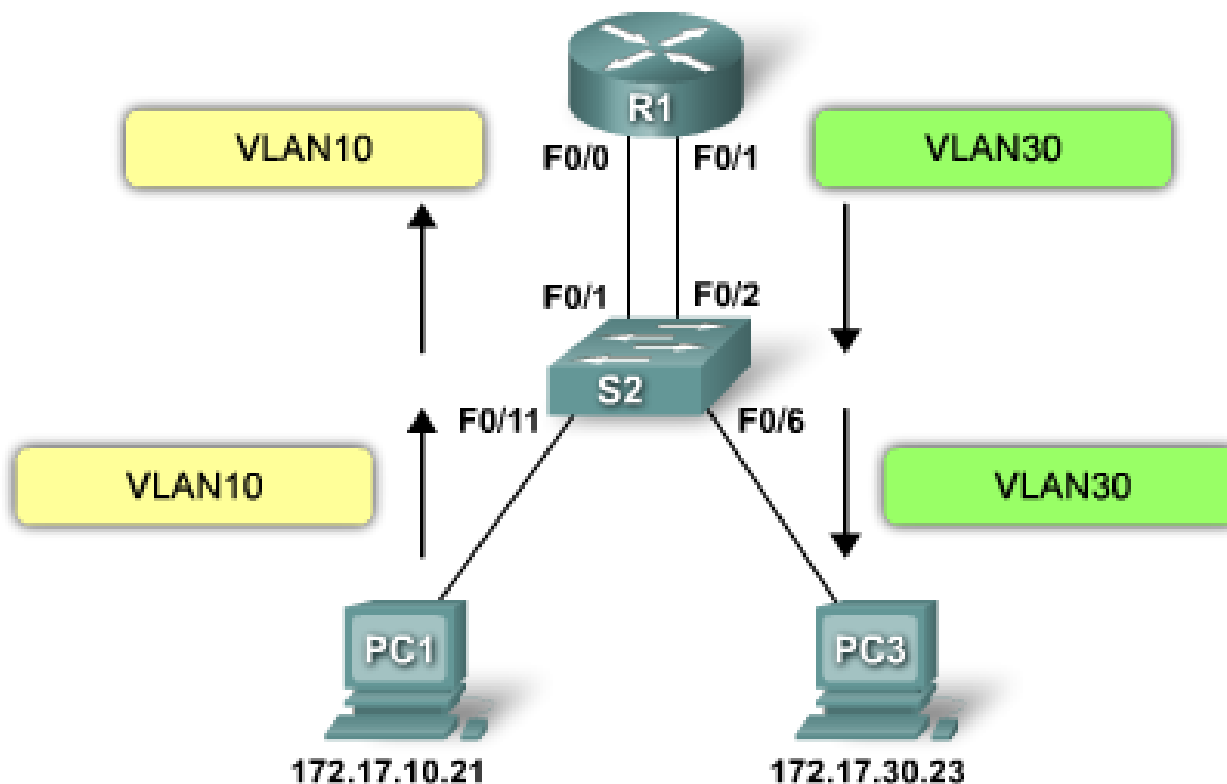 R1
VLAN10
VLAN30
F0/0
F0/1
F0/1
F0/2
S2
F0/11
F0/6
VLAN10
VLAN30
PC1
PC3
172.17.10.21
172.17.30.23